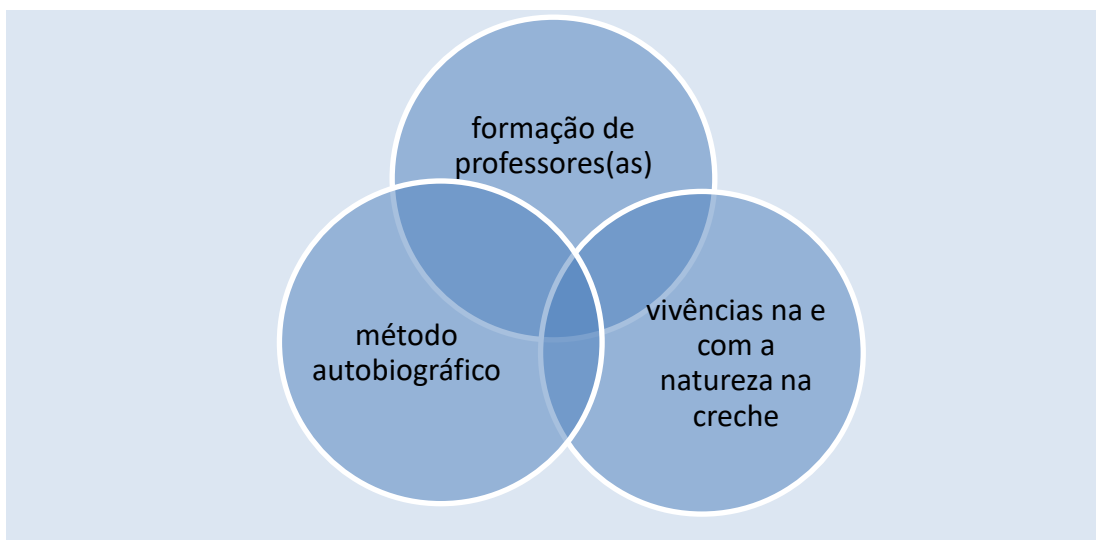 formação de
professores(as)
método
autobiográfico
vivências na e
com a
natureza na
creche